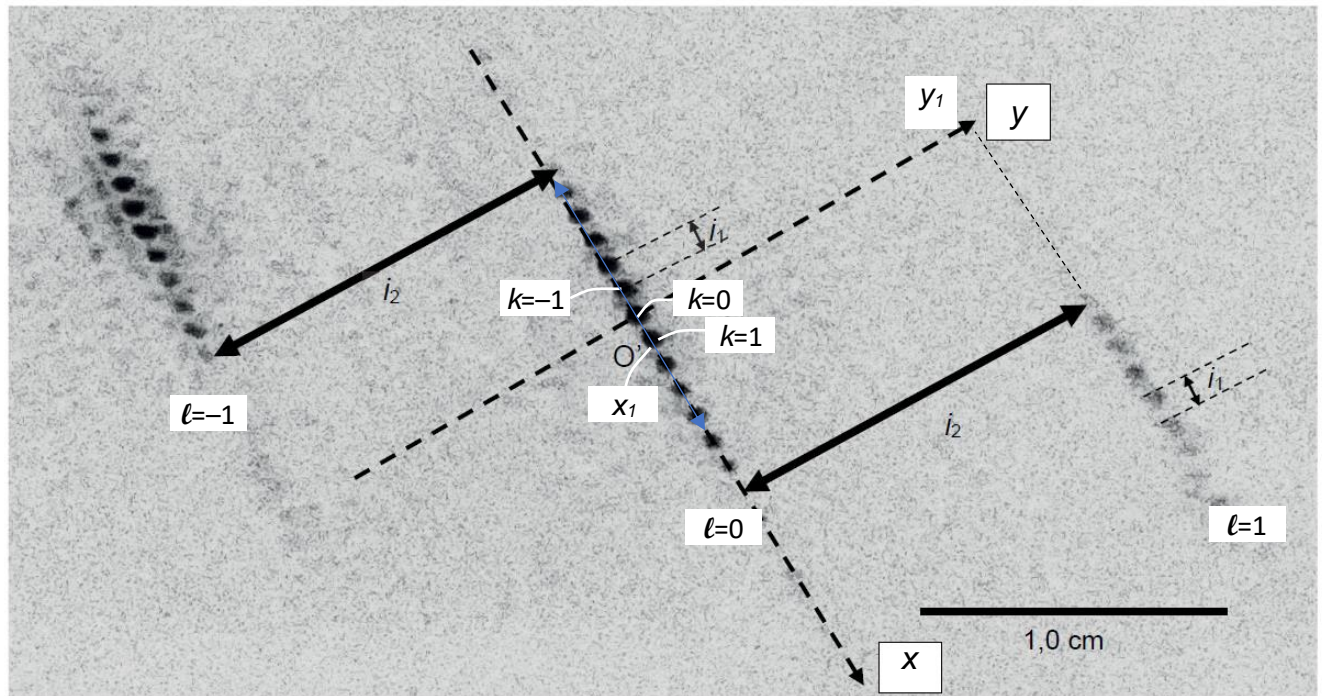 y₁ y
i₁
i₂
k=–1 k=0
k=1
O'
i₁
x₁
ℓ=–1
i₂
ℓ=0
ℓ=1
1,0 cm
x